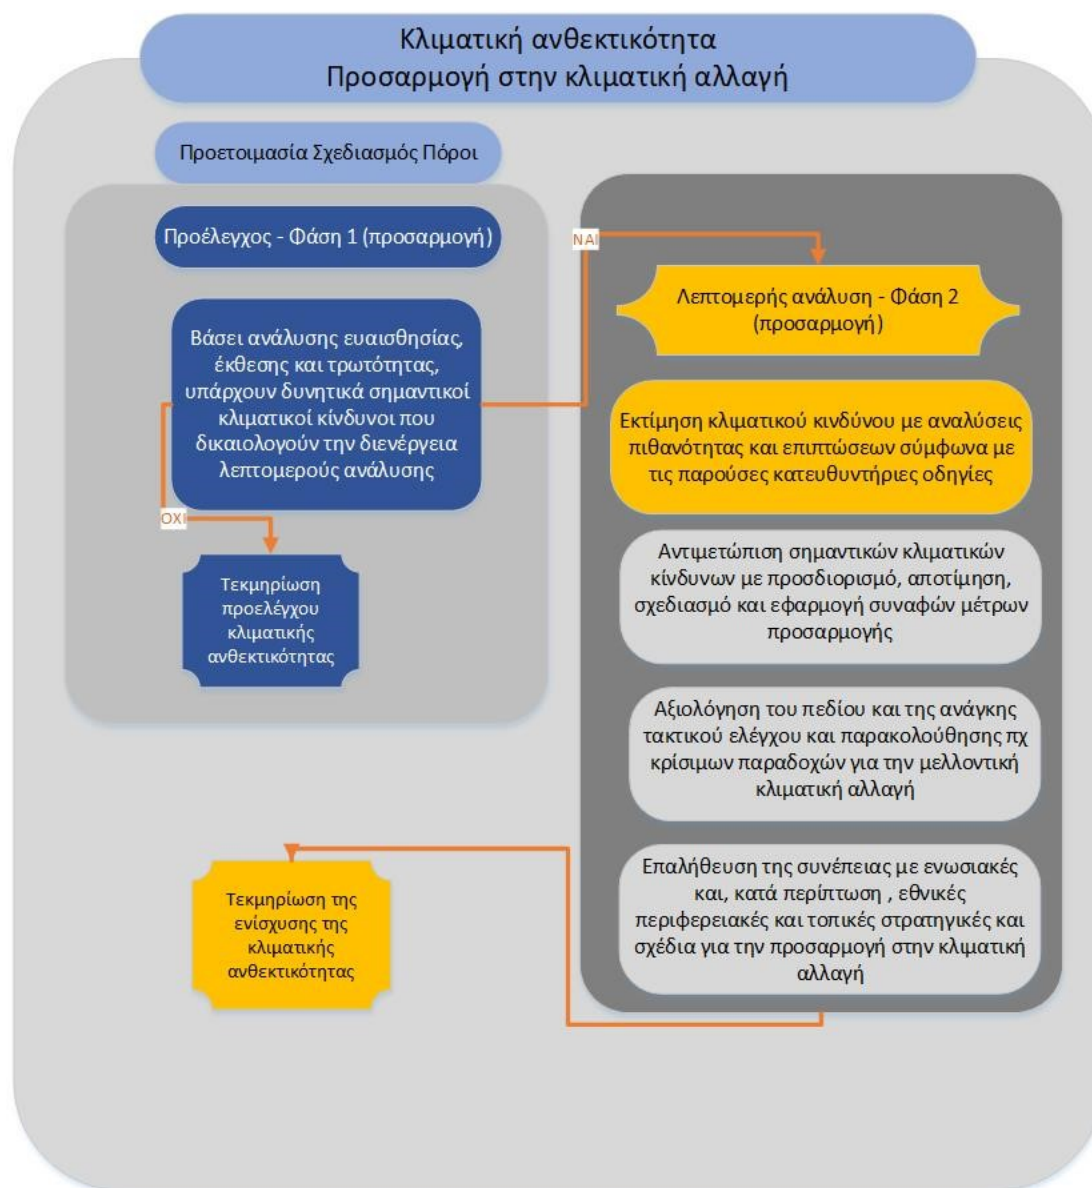 Κλιματική ανθεκτικότητα
Προσαρμογή στην κλιματική αλλαγή
Προετοιμασία Σχεδιασμός Πόροι
Προέλεγχος - Φάση 1 (προσαρμογή)
Βάσει ανάλυσης ευαισθησίας,
έκθεσης και τρωτότητας,
υπάρχουν δυνητικά σημαντικοί
κλιματικοί κίνδυνοι που
δικαιολογούν την διενέργεια
λεπτομερούς ανάλυσης
ΟΧΙ
Τεκμηρίωση
προελέγχου
κλιματικής
ανθεκτικότητας
ΝΑΙ
Λεπτομερής ανάλυση - Φάση 2
(προσαρμογή)
Εκτίμηση κλιματικού κινδύνου με αναλύσεις
πιθανότητας και επιπτώσεων σύμφωνα με
τις παρούσες κατευθυντήριες οδηγίες
Αντιμετώπιση σημαντικών κλιματικών
κίνδυνων με προσδιορισμό, αποτίμηση,
σχεδιασμό και εφαρμογή συναφών μέτρων
προσαρμογής
Αξιολόγηση του πεδίου και της ανάγκης
τακτικού ελέγχου και παρακολούθησης πχ
κρίσιμων παραδοχών για την μελλοντική
κλιματική αλλαγή
Επαλήθευση της συνέπειας με ενωσιακές
και, κατά περίπτωση , εθνικές
περιφερειακές και τοπικές στρατηγικές και
σχέδια για την προσαρμογή στην κλιματική
αλλαγή
Τεκμηρίωση της
ενίσχυσης της
κλιματικής
ανθεκτικότητας